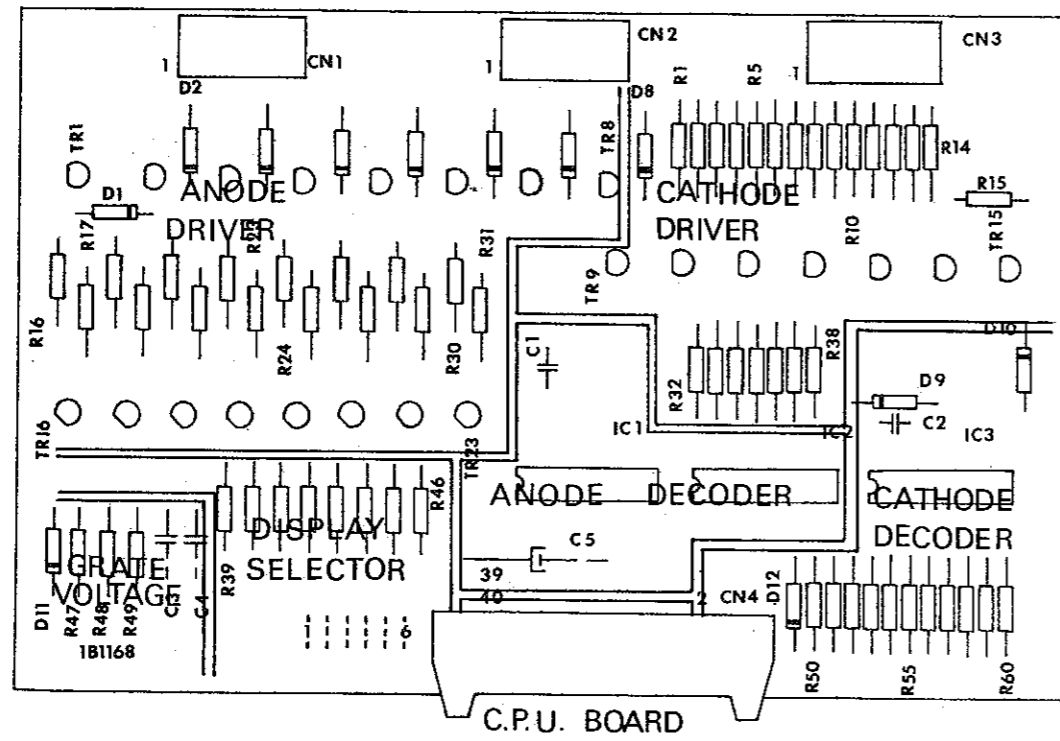 CN1
CN2
CN3
1
1
1
D2
D8
R1
R5
TR1
TR8
R14
D1
ANODE
DRIVER
CATHODE
DRIVER
R15
R17
R23
R31
R10
TR15
TR9
R16
R24
R30
C1
R32
R38
D10
D9
C2
TR16
TR23
IC1
IC2
IC3
R46
ANODE DECODER
CATHODE
DECODER
DISPLAY
SELECTOR
R39
C5
GRATE
VOLTAGE
D11
R47
R48
R49
C3
C4
39
40
2
CN4
D12
1
6
1B1168
R50
R55
R60
C.P.U. BOARD